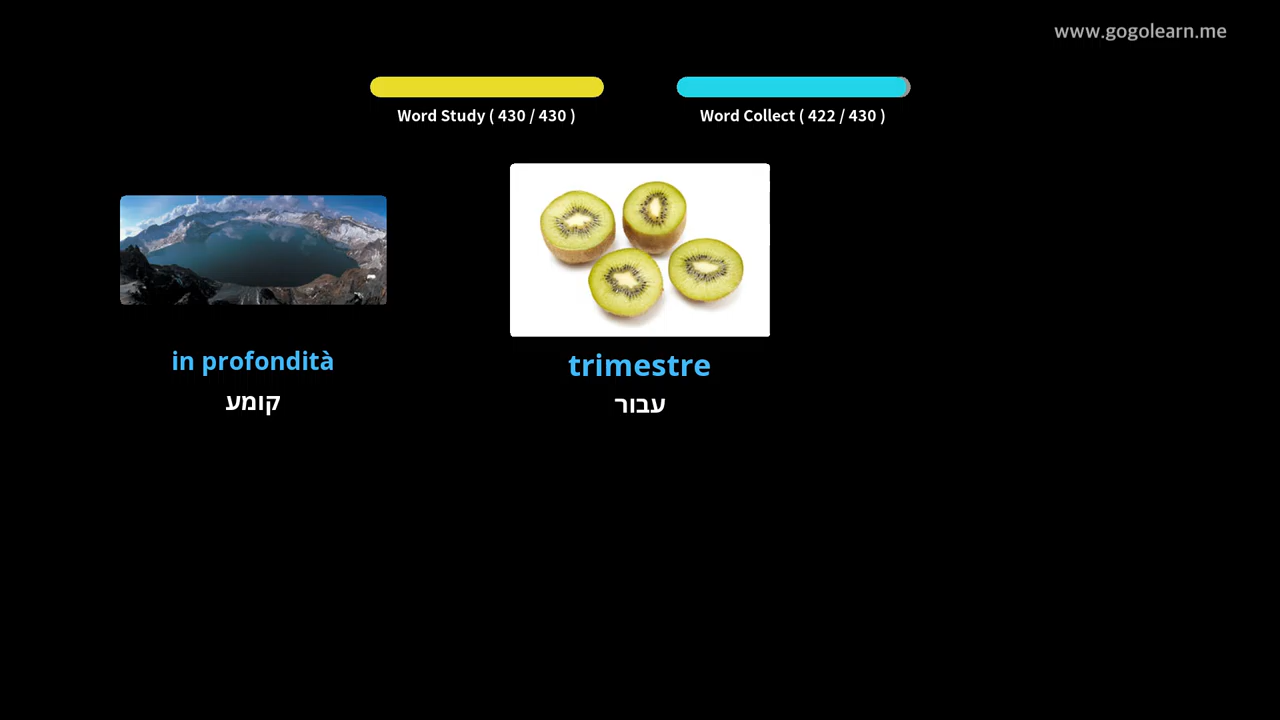 www.gogolearn.me
Word Study ( 430 / 430 )
Word Collect ( 422 / 430 )
in profondità
קומע
trimestre
עבור